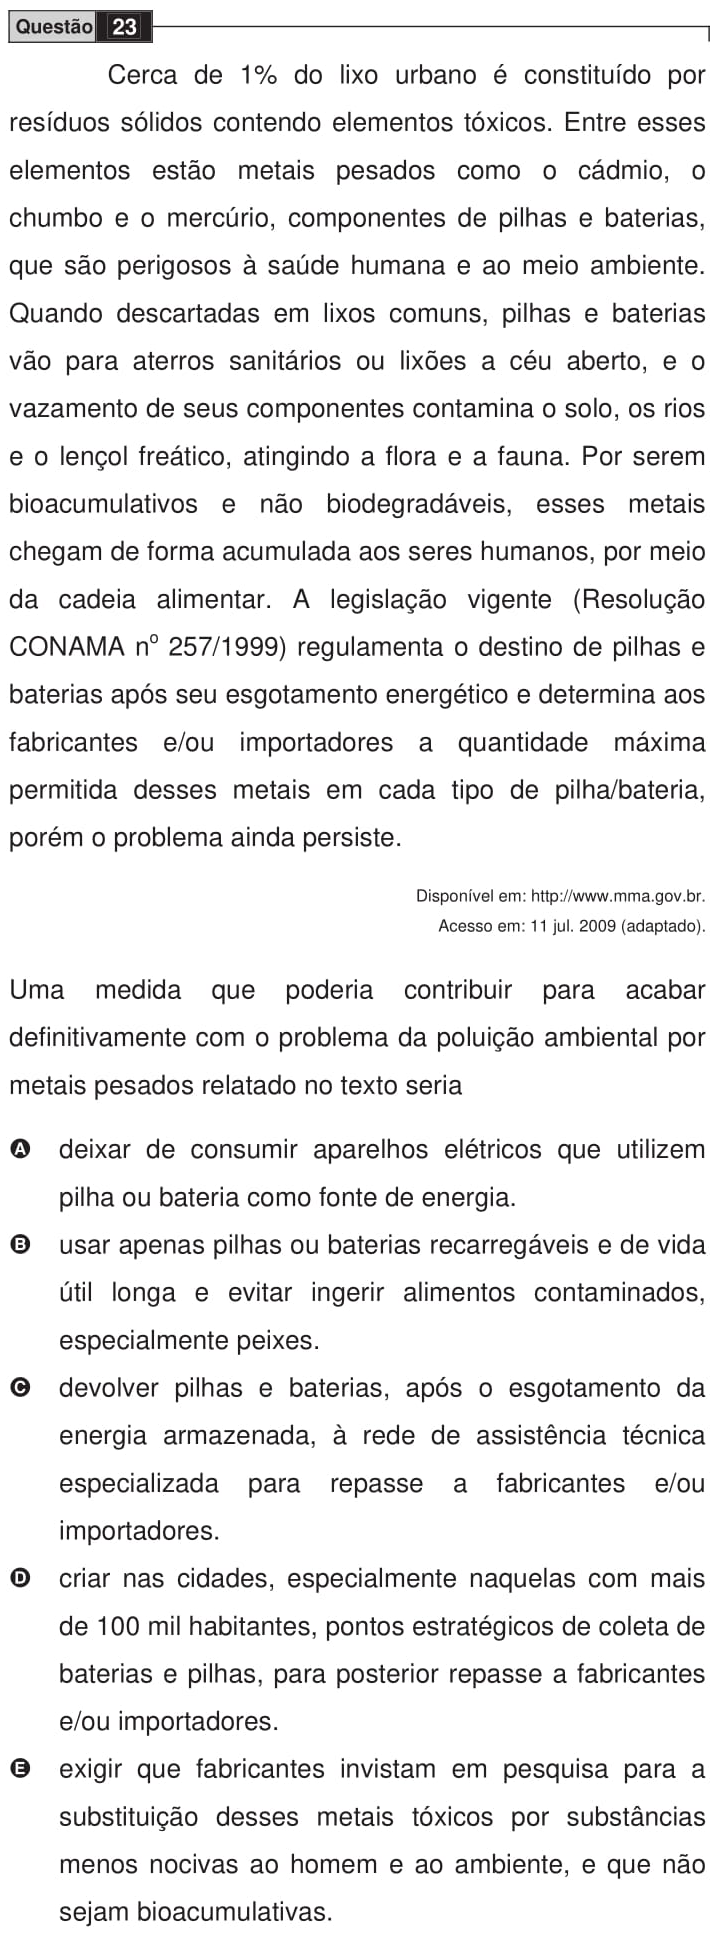 Questão 23
Cerca de 1% do lixo urbano é constituído por
resíduos sólidos contendo elementos tóxicos. Entre esses
elementos estão metais pesados como o cádmio, o
chumbo e o mercúrio, componentes de pilhas e baterias,
que são perigosos à saúde humana e ao meio ambiente.
Quando descartadas em lixos comuns, pilhas e baterias
vão para aterros sanitários ou lixões a céu aberto, e o
vazamento de seus componentes contamina o solo, os rios
e o lençol freático, atingindo a flora e a fauna. Por serem
bioacumulativos e não biodegradáveis, esses metais
chegam de forma acumulada aos seres humanos, por meio
da cadeia alimentar. A legislação vigente (Resolução
CONAMA nº 257/1999) regulamenta o destino de pilhas e
baterias após seu esgotamento energético e determina aos
fabricantes e/ou importadores a quantidade máxima
permitida desses metais em cada tipo de pilha/bateria,
porém o problema ainda persiste.
Disponível em: http://www.mma.gov.br.
Acesso em: 11 jul. 2009 (adaptado).
Uma medida que poderia contribuir para acabar
definitivamente com o problema da poluição ambiental por
metais pesados relatado no texto seria
A deixar de consumir aparelhos elétricos que utilizem
pilha ou bateria como fonte de energia.
B usar apenas pilhas ou baterias recarregáveis e de vida
útil longa e evitar ingerir alimentos contaminados,
especialmente peixes.
C devolver pilhas e baterias, após o esgotamento da
energia armazenada, à rede de assistência técnica
especializada para repasse a fabricantes e/ou
importadores.
D criar nas cidades, especialmente naquelas com mais
de 100 mil habitantes, pontos estratégicos de coleta de
baterias e pilhas, para posterior repasse a fabricantes
e/ou importadores.
E exigir que fabricantes invistam em pesquisa para a
substituição desses metais tóxicos por substâncias
menos nocivas ao homem e ao ambiente, e que não
sejam bioacumulativas.